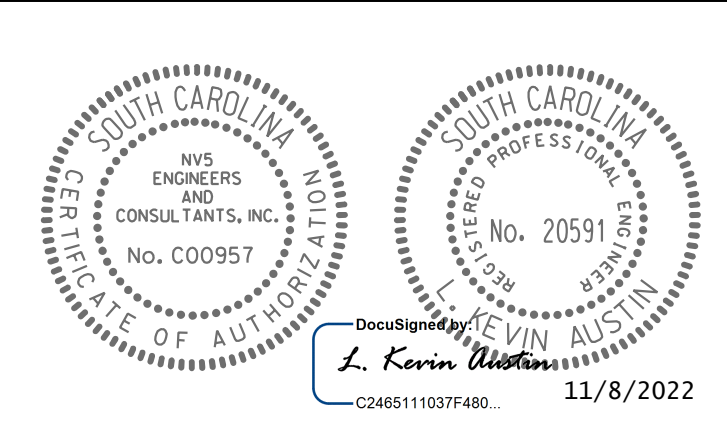 SOUTH CAROLINA
NV5
ENGINEERS
AND
CONSULTANTS, INC.
No. C00957
CERTIFICATE OF AUTHORIZATION
SOUTH CAROLINA
REGISTERED PROFESSIONAL ENGINEER
No. 20591
L. KEVIN AUSTIN
DocuSigned by:
L. Kevin Austin
C2465111037F480...
11/8/2022